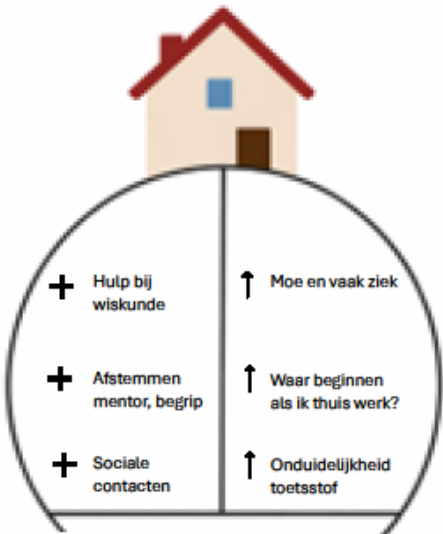 + Hulp bij
wiskunde
+ Afstemmen
mentor, begrip
+ Sociale
contacten
↑ Moe en vaak ziek
↑ Waar beginnen
als ik thuis werk?
↑ Onduidelijkheid
toetsstof